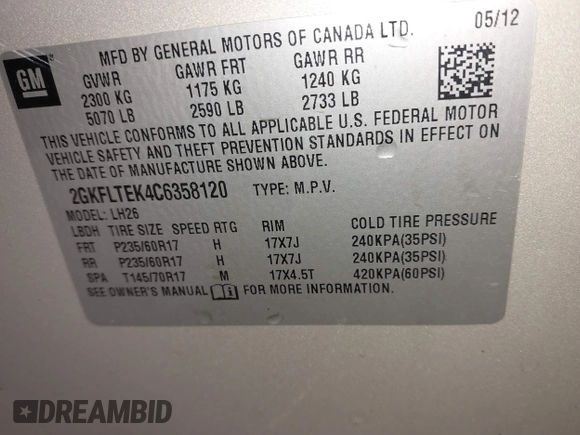 GM
MFD BY GENERAL MOTORS OF CANADA LTD. 05/12
GVWR GAWR FRT GAWR RR
2300 KG 1175 KG 1240 KG
5070 LB 2590 LB 2733 LB
THIS VEHICLE CONFORMS TO ALL APPLICABLE U.S. FEDERAL MOTOR
VEHICLE SAFETY AND THEFT PREVENTION STANDARDS IN EFFECT ON
THE DATE OF MANUFACTURE SHOWN ABOVE.
2GKFLTEK4C6358120 TYPE: M.P.V.
MODEL: LH26
LBDH TIRE SIZE SPEED RTG RIM COLD TIRE PRESSURE
FRT P235/60R17 H 17X7J 240KPA(35PSI)
RR P235/60R17 H 17X7J 240KPA(35PSI)
SPA T145/70R17 M 17X4.5T 420KPA(60PSI)
SEE OWNER'S MANUAL FOR MORE INFORMATION.
DREAMBID